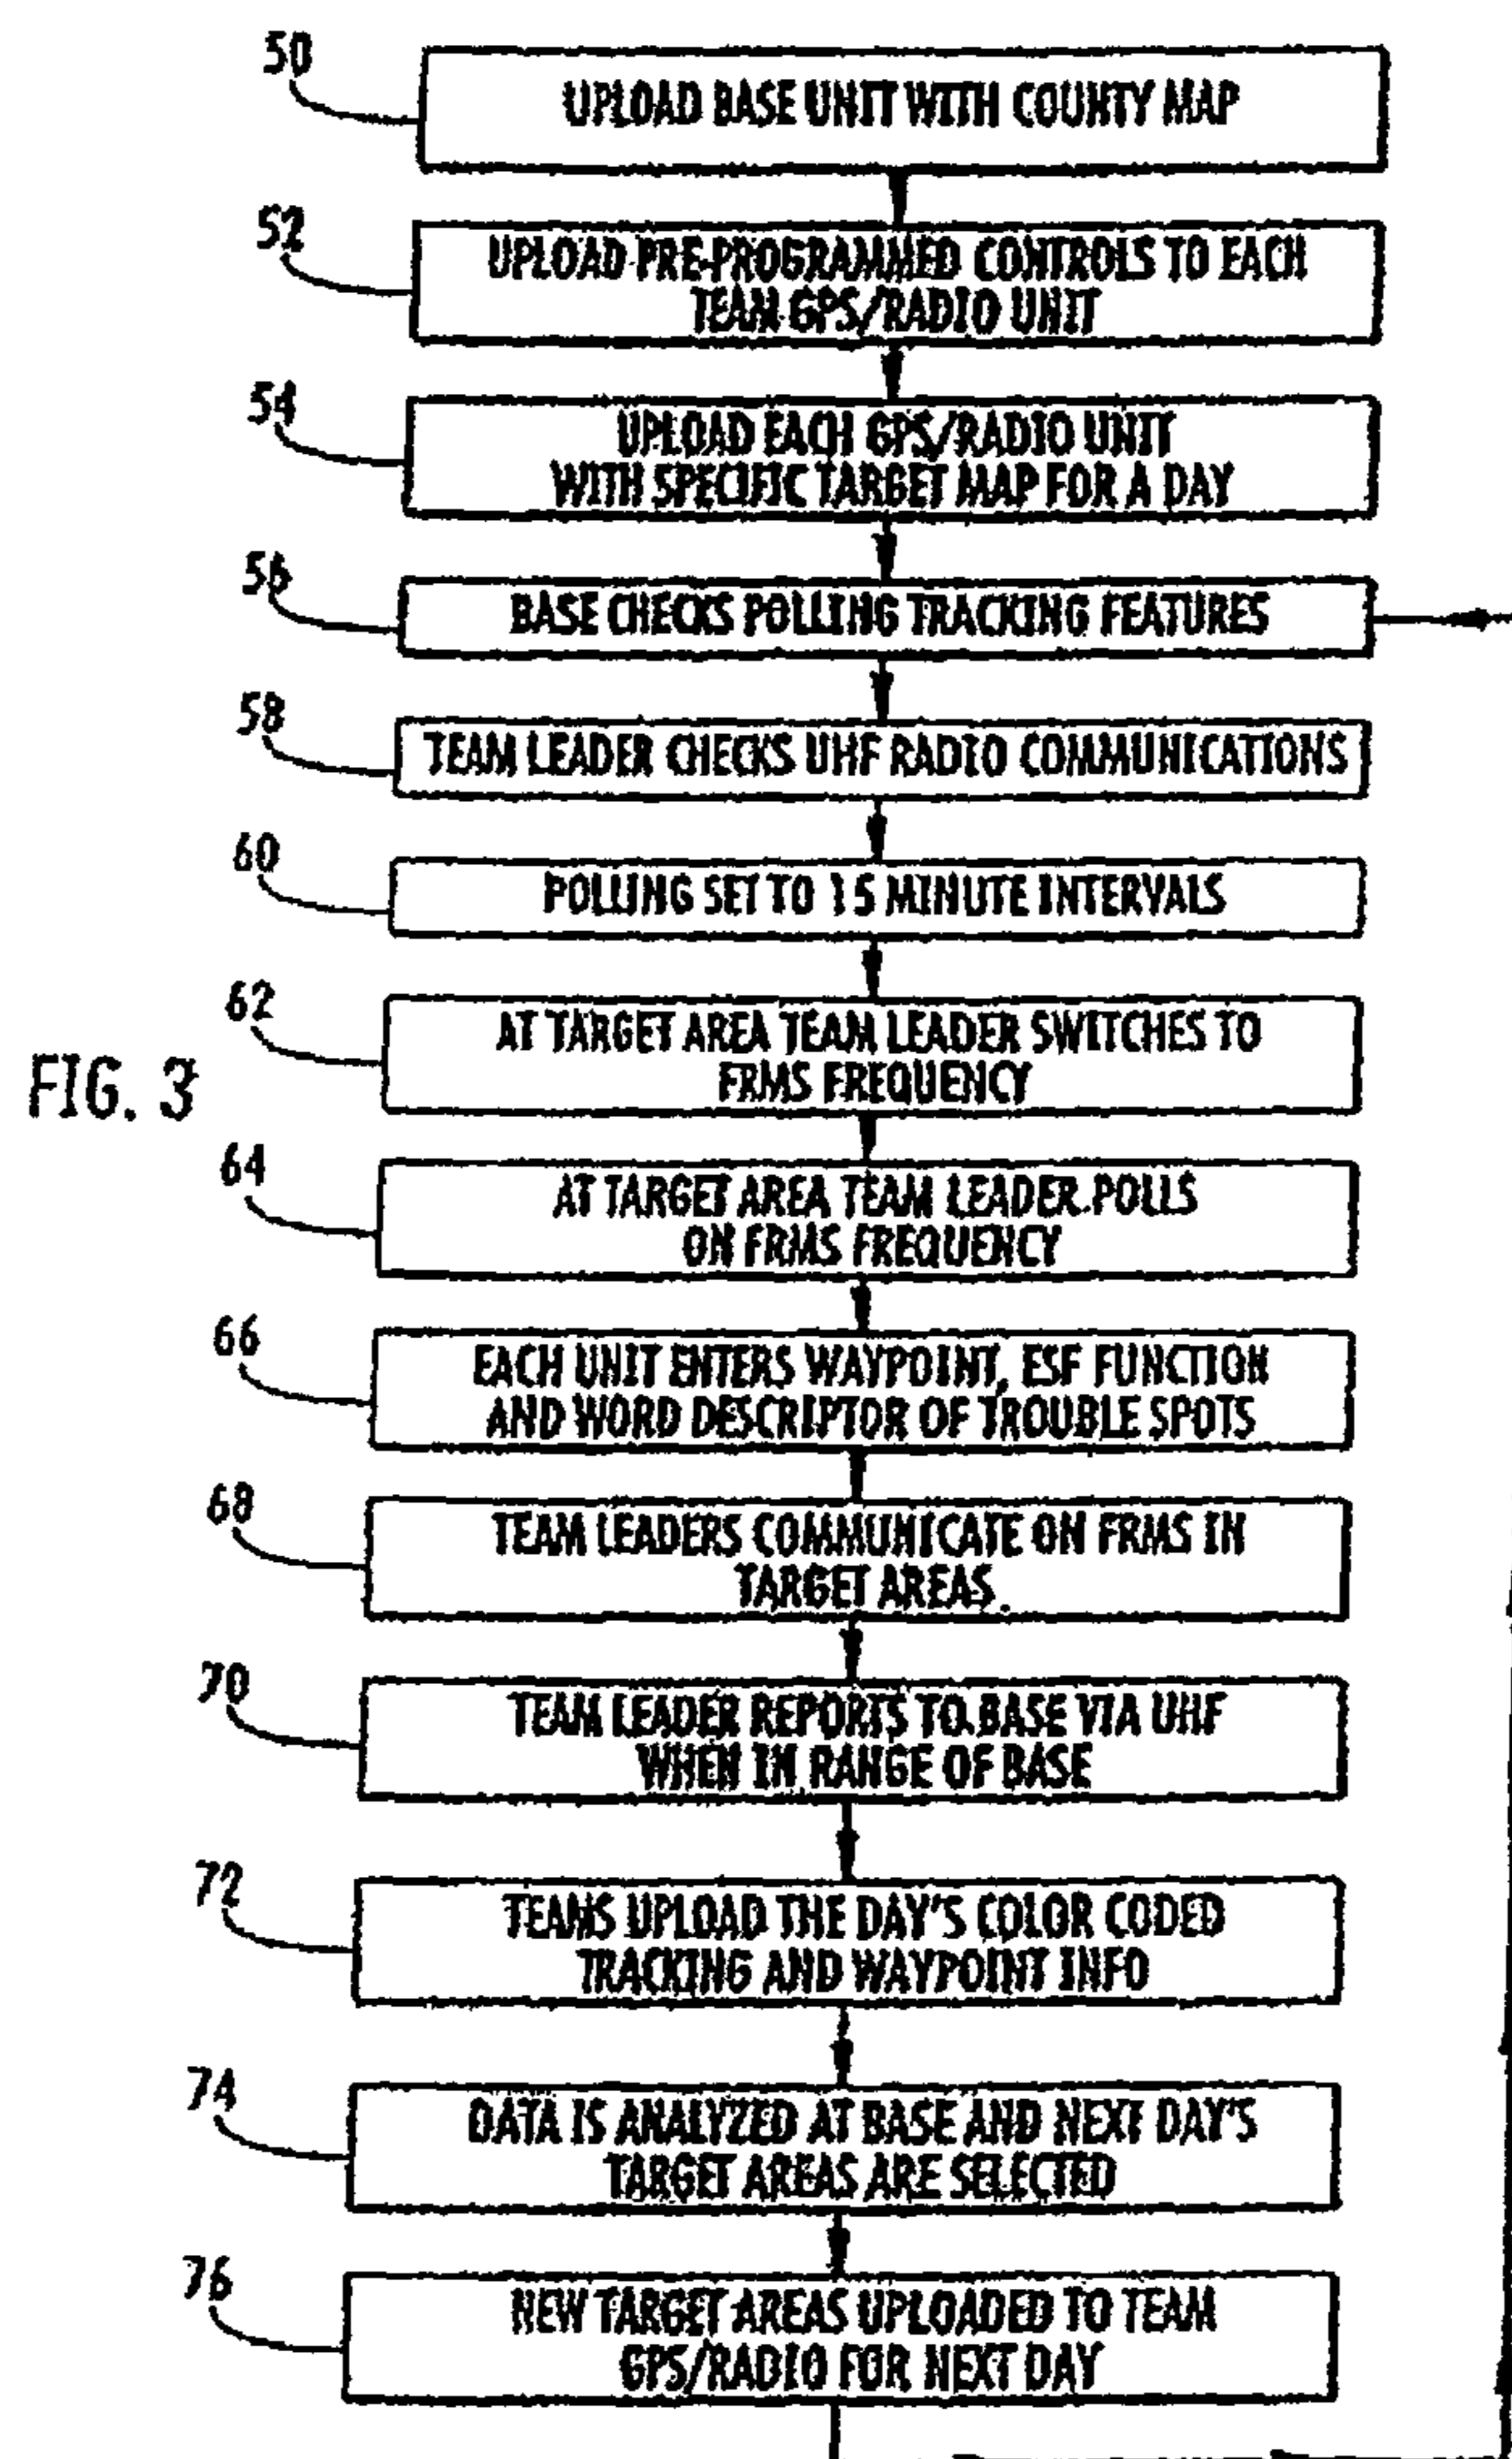 50
UPLOAD BASE UNIT WITH COUNTY MAP
52
UPLOAD PRE-PROGRAMMED CONTROLS TO EACH
TEAM GPS/RADIO UNIT
54
UPLOAD EACH GPS/RADIO UNIT
WITH SPECIFIC TARGET MAP FOR A DAY
56
BASE CHECKS POLLING TRACKING FEATURES
58
TEAM LEADER CHECKS UHF RADIO COMMUNICATIONS
60
POLLING SET TO 15 MINUTE INTERVALS
62
AT TARGET AREA TEAM LEADER SWITCHES TO
FRMS FREQUENCY
FIG. 3
64
AT TARGET AREA TEAM LEADER POLLS
ON FRMS FREQUENCY
66
EACH UNIT ENTERS WAYPOINT, ESF FUNCTION
AND WORD DESCRIPTOR OF TROUBLE SPOTS
68
TEAM LEADERS COMMUNICATE ON FRMS IN
TARGET AREAS.
70
TEAM LEADER REPORTS TO BASE VIA UHF
WHEN IN RANGE OF BASE
72
TEAMS UPLOAD THE DAY'S COLOR CODED
TRACKING AND WAYPOINT INFO
74
DATA IS ANALYZED AT BASE AND NEXT DAY'S
TARGET AREAS ARE SELECTED
76
NEW TARGET AREAS UPLOADED TO TEAM
GPS/RADIO FOR NEXT DAY